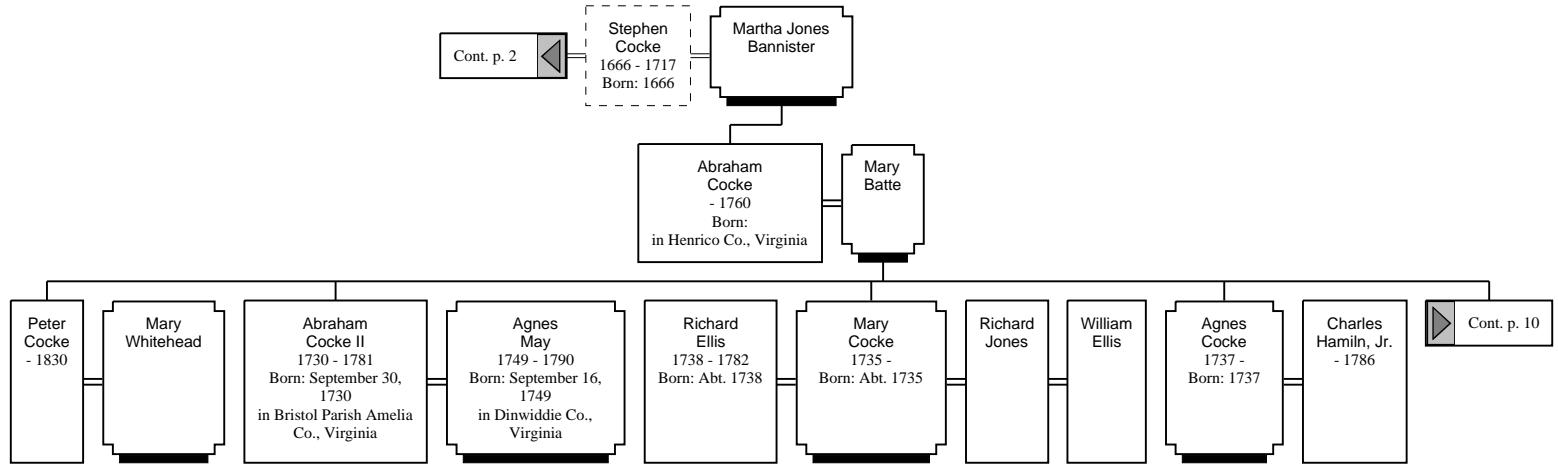 Cont. p. 2
Stephen
Cocke
1666 - 1717
Born: 1666
Martha Jones
Bannister
Abraham
Cocke
- 1760
Born:
in Henrico Co., Virginia
Mary
Batte
Peter
Cocke
- 1830
Mary
Whitehead
Abraham
Cocke II
1730 - 1781
Born: September 30,
1730
in Bristol Parish Amelia
Co., Virginia
Agnes
May
1749 - 1790
Born: September 16,
1749
in Dinwiddie Co.,
Virginia
Richard
Ellis
1738 - 1782
Born: Abt. 1738
Mary
Cocke
1735 -
Born: Abt. 1735
Richard
Jones
William
Ellis
Agnes
Cocke
1737 -
Born: 1737
Charles
Hamiln, Jr.
- 1786
Cont. p. 10